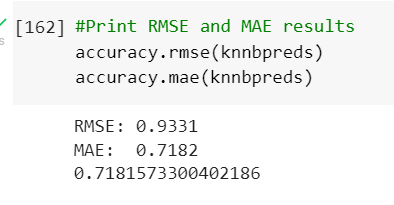 [162] #Print RMSE and MAE results
accuracy.rmse(knnbpreds)
accuracy.mae(knnbpreds)
RMSE: 0.9331
MAE:  0.7182
0.7181573300402186